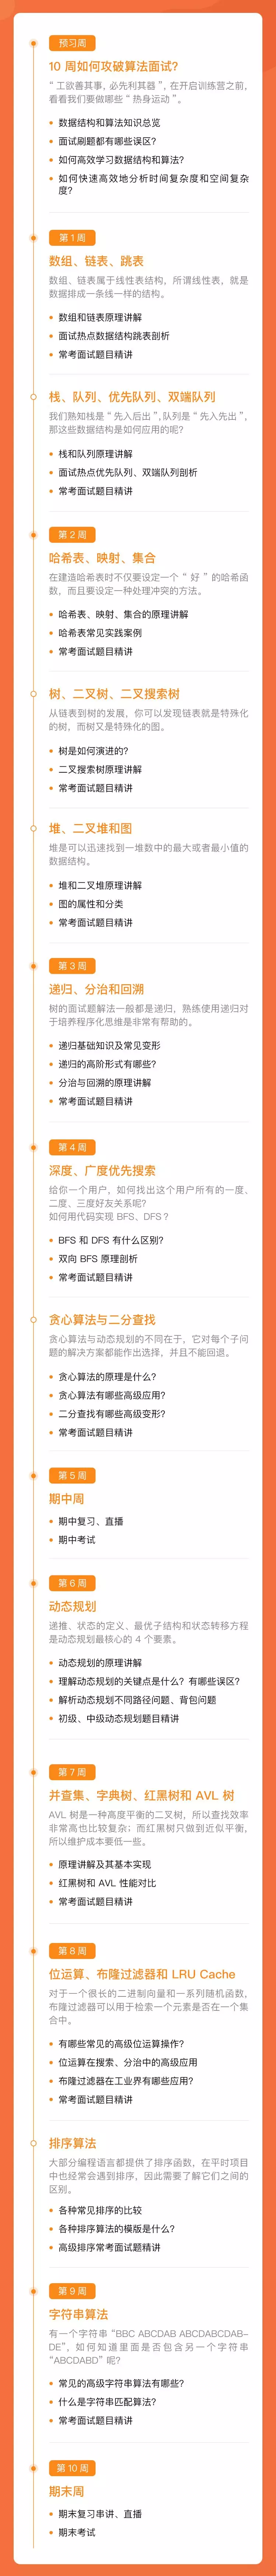 预习周
10 周如何攻破算法面试?
“工欲善其事，必先利其器”，在开启训练营之前，
看看我们要做哪些“热身运动”。
数据结构和算法知识总览
面试刷题都有哪些误区?
如何高效学习数据结构和算法?
如何快速高效地分析时间复杂度和空间复杂
度?
第 1 周
数组、链表、跳表
数组、链表属于线性表结构，所谓线性表，就是
数据排成一条线一样的结构。
数组和链表原理讲解
面试热点数据结构跳表剖析
常考面试题目精讲
栈、队列、优先队列、双端队列
我们熟知栈是“先入后出”，队列是“先入先出”，
那这些数据结构是如何应用的呢?
栈和队列原理讲解
面试热点优先队列、双端队列剖析
常考面试题目精讲
第 2 周
哈希表、映射、集合
在建造哈希表时不仅要设定一个“好”的哈希函
数，而且要设定一种处理冲突的方法。
哈希表、映射、集合的原理讲解
哈希表常见实践案例
常考面试题目精讲
树、二叉树、二叉搜索树
从链表到树的发展，你可以发现链表就是特殊化
的树，而树又是特殊化的图。
树是如何演进的?
二叉搜索树原理讲解
常考面试题目精讲
堆、二叉堆和图
堆是可以迅速找到一堆数中的最大或者最小值的
数据结构。
堆和二叉堆原理讲解
图的属性和分类
常考面试题目精讲
第 3 周
递归、分治和回溯
树的面试题解法一般都是递归，熟练使用递归对
于培养程序化思维是非常有帮助的。
递归基础知识及常见变形
递归的高阶形式有哪些?
分治与回溯的原理讲解
常考面试题目精讲
第 4 周
深度、广度优先搜索
给你一个用户，如何找出这个用户所有的一度、
二度、三度好友关系呢?
如何用代码实现 BFS、DFS？
BFS 和 DFS 有什么区别?
双向 BFS 原理剖析
常考面试题目精讲
贪心算法与二分查找
贪心算法与动态规划的不同在于，它对每个子问
题的解决方案都能作出选择，并且不能回退。
贪心算法的原理是什么?
贪心算法有哪些高级应用?
二分查找有哪些高级变形?
常考面试题目精讲
第 5 周
期中周
期中复习、直播
期中考试
第 6 周
动态规划
递推、状态的定义、最优子结构和状态转移方程
是动态规划最核心的 4 个要素。
动态规划的原理讲解
理解动态规划的关键点是什么？有哪些误区?
解析动态规划不同路径问题、背包问题
初级、中级动态规划题目精讲
第 7 周
并查集、字典树、红黑树和 AVL 树
AVL 树是一种高度平衡的二叉树，所以查找效率
非常高也比较复杂；而红黑树只做到近似平衡，
所以维护成本要低一些。
原理讲解及其基本实现
红黑树和 AVL 性能对比
常考面试题目精讲
第 8 周
位运算、布隆过滤器和 LRU Cache
对于一个很长的二进制向量和一系列随机函数，
布隆过滤器可以用于检索一个元素是否在一个集
合中。
有哪些常见的高级位运算操作?
位运算在搜索、分治中的高级应用
布隆过滤器在工业界有哪些应用?
常考面试题目精讲
排序算法
大部分编程语言都提供了排序函数，在平时项目
中也经常会遇到排序，因此需要了解它们之间的
区别。
各种常见排序的比较
各种排序算法的模版是什么?
高级排序常考面试题精讲
第 9 周
字符串算法
有一个字符串 “BBC ABCDAB ABCDABCDAB-
DE”，如何知道里面是否包含另一个字符串
“ABCDABD” 呢?
常见的高级字符串算法有哪些?
什么是字符串匹配算法?
常考面试题目精讲
第 10 周
期末周
期末复习串讲、直播
期末考试